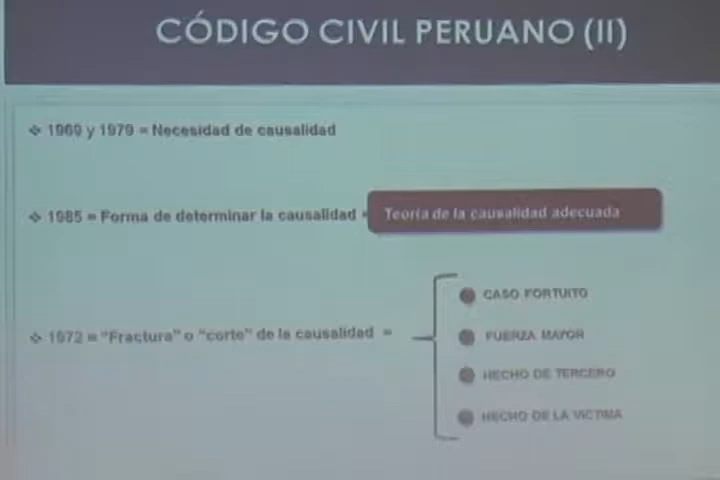 CÓDIGO CIVIL PERUANO (II)
❖ 1969 y 1979 = Necesidad de causalidad
❖ 1985 = Forma de determinar la causalidad = Teoría de la causalidad adecuada
❖ 1972 = "Fractura" o "corte" de la causalidad =
CASO FORTUITO
FUERZA MAYOR
HECHO DE TERCERO
HECHO DE LA VICTIMA